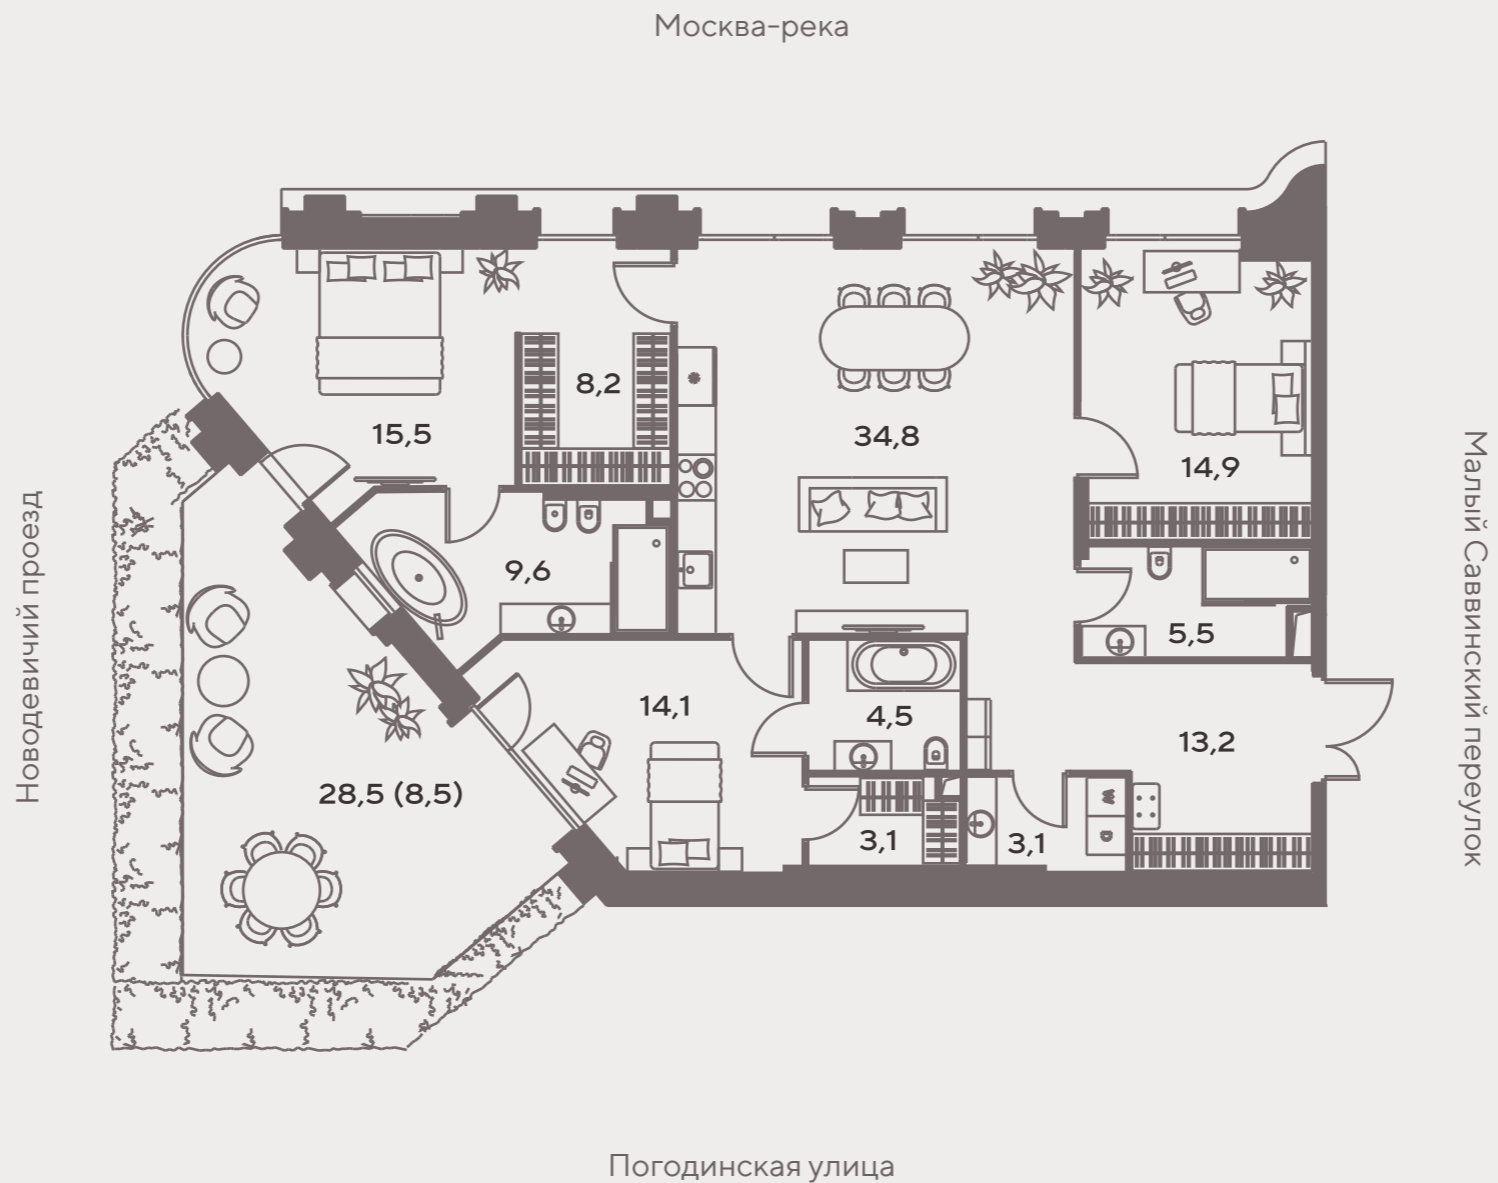 Москва-река
8,2
15,5
34,8
14,9
Новодевичий проезд
Малый Саввинский переулок
9,6
5,5
14,1
4,5
13,2
28,5 (8,5)
W
D
3,1
3,1
Погодинская улица